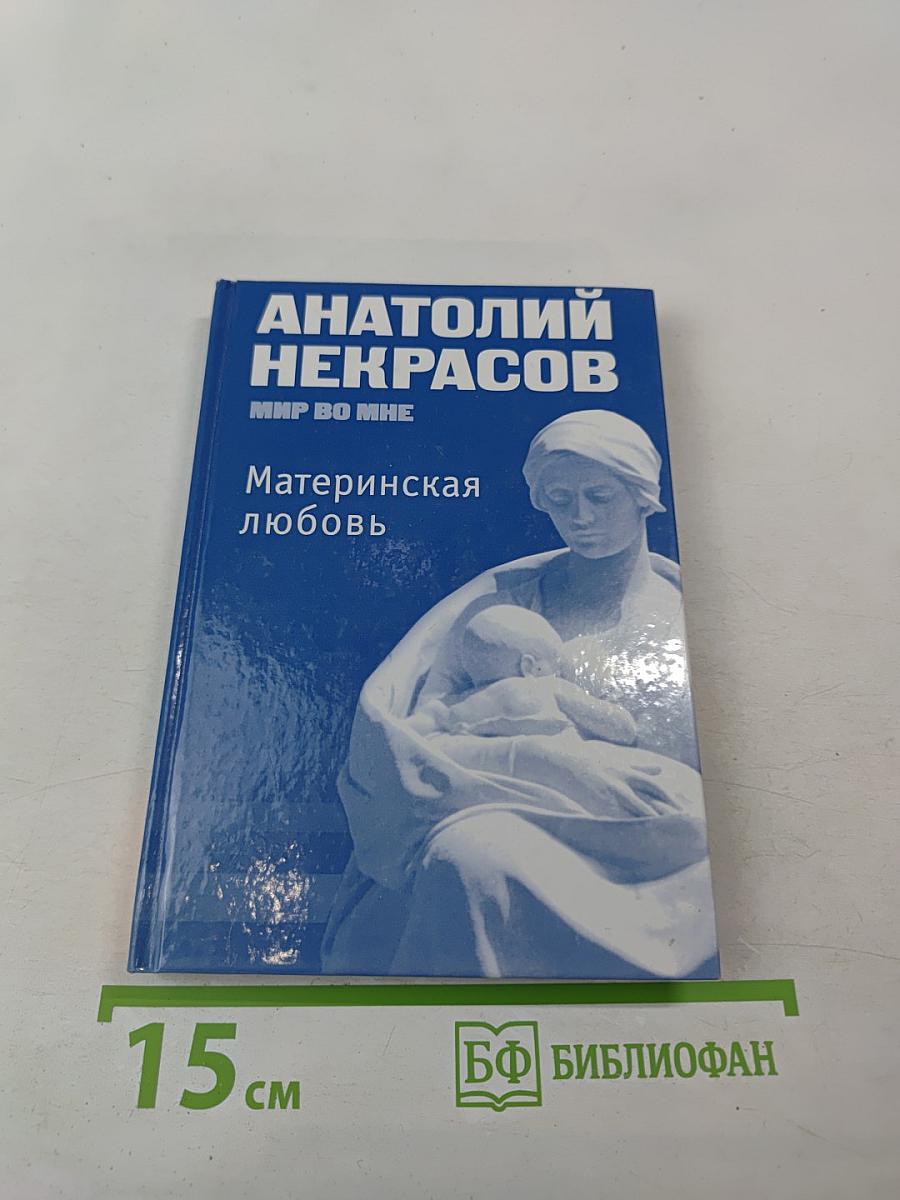 АНАТОЛИЙ
НЕКРАСОВ
МИР ВО МНЕ
Материнская
любовь
15 см
БФ БИБЛИОФАН